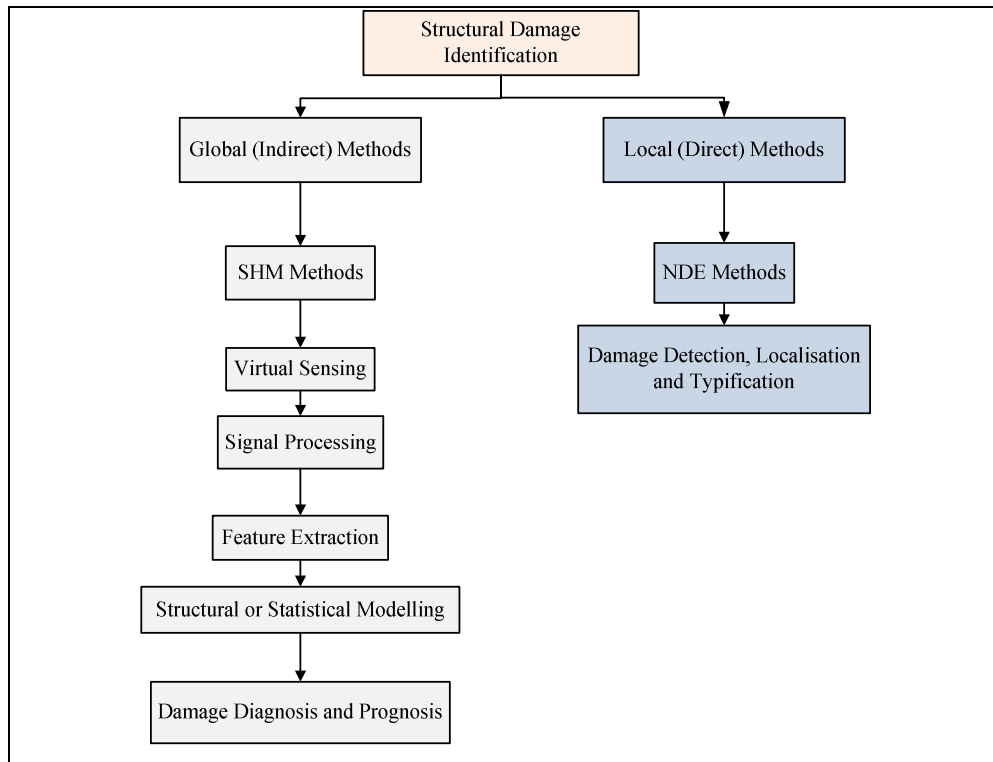 Structural Damage
Identification
Global (Indirect) Methods
Local (Direct) Methods
SHM Methods
NDE Methods
Virtual Sensing
Damage Detection, Localisation
and Typification
Signal Processing
Feature Extraction
Structural or Statistical Modelling
Damage Diagnosis and Prognosis